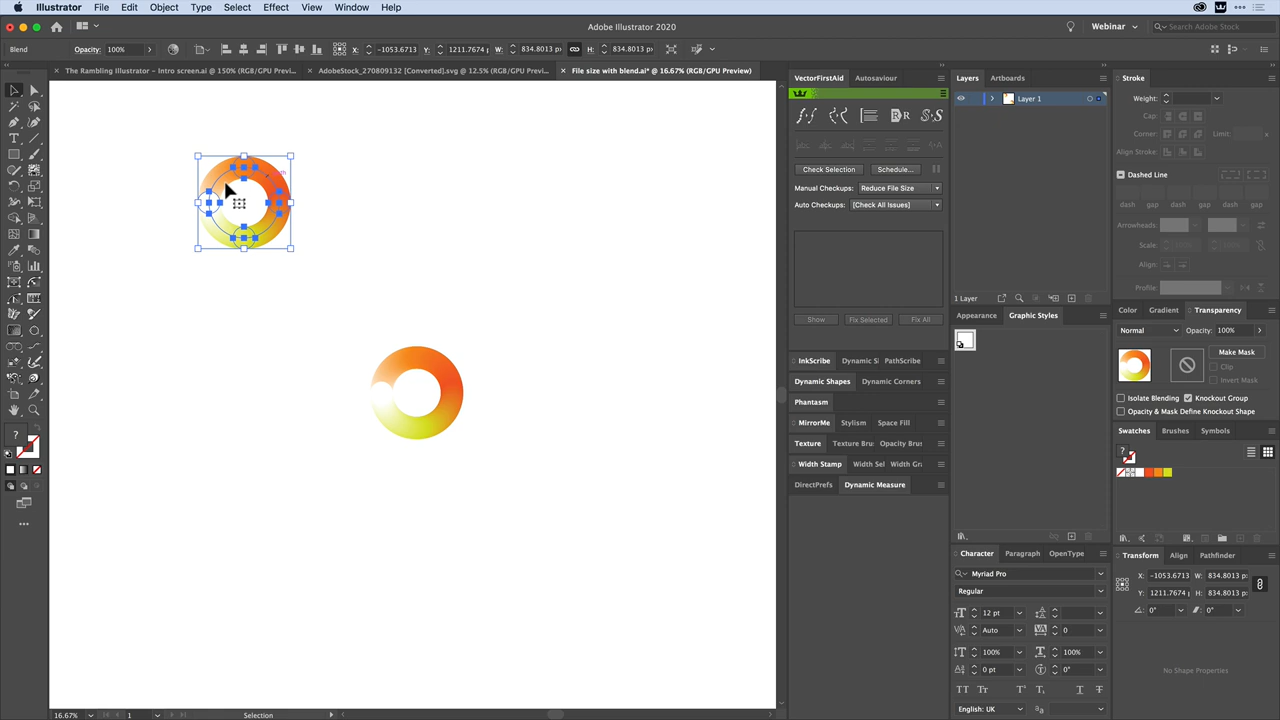 Illustrator File Edit Object Type Select Effect View Window Help
Adobe Illustrator 2020
Webinar
Search Adobe Stock
Blend
Opacity: 100%
X: -1053.6713 Y: 1211.7674 W: 834.8013 H: 834.8013
× The Rambling Illustrator – Intro screen.ai @ 150% (RGB/GPU Previ...
× AdobeStock_270809132 [Converted].svg @ 12.5% (RGB/GPU Previ...
× File size with blend.ai* @ 16.67% (RGB/GPU Preview)
VectorFirstAid Autosaviour
Check Selection Schedule...
Manual Checkups: Reduce File Size
Auto Checkups: [Check All Issues]
Show Fix Selected Fix All
InkScribe Dynamic Sl PathScribe
Dynamic Shapes Dynamic Corners
Phantasm
MirrorMe Stylism Space Fill
Texture Texture Bru: Opacity Brus
Width Stamp Width Sel Width Gr
DirectPrefs Dynamic Measure
Layers Artboards
Layer 1
1 Layer
Appearance Graphic Styles
Character Paragraph OpenType
Myriad Pro
Regular
12 pt
Auto 0
100% 100%
0 pt 0°
English: UK
Stroke
Weight:
Cap:
Corner: Limit:
Align Stroke:
Dashed Line
dash gap dash gap dash gap
Arrowheads:
Scale: 100% 100%
Align:
Profile:
Color Gradient Transparency
Normal Opacity: 100%
Make Mask
Clip
Invert Mask
Isolate Blending Knockout Group
Opacity & Mask Define Knockout Shape
Swatches Brushes Symbols
Transform Align Pathfinder
X: -1053.6713 W: 834.8013 p:
Y: 1211.7674 p H: 834.8013 p:
0° 0°
No Shape Properties
16.67% 1 Selection